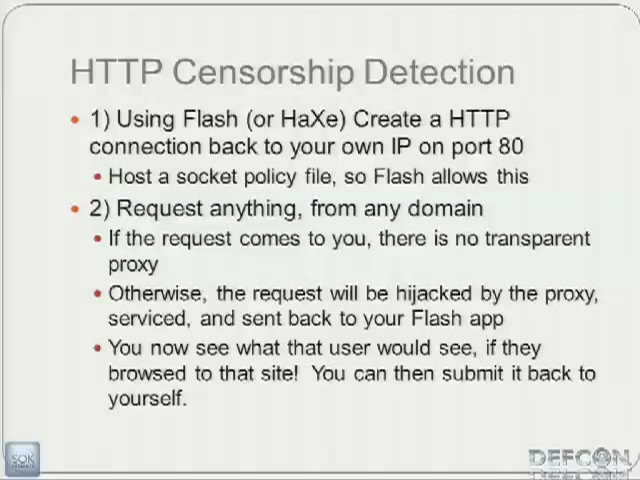 HTTP Censorship Detection
• 1) Using Flash (or HaXe) Create a HTTP
connection back to your own IP on port 80
• Host a socket policy file, so Flash allows this
• 2) Request anything, from any domain
• If the request comes to you, there is no transparent
proxy
• Otherwise, the request will be hijacked by the proxy,
serviced, and sent back to your Flash app
• You now see what that user would see, if they
browsed to that site! You can then submit it back to
yourself.
SOK
DEFCON